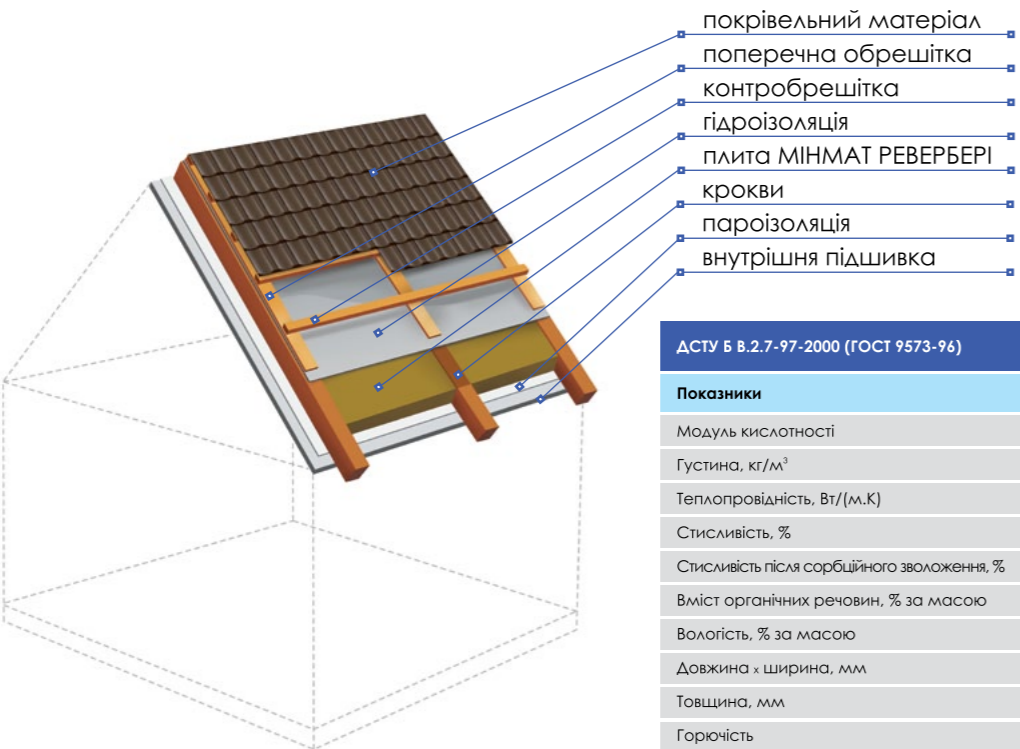 покрівельний матеріал
поперечна обрешітка
контробрешітка
гідроізоляція
плита МІНМАТ РЕВЕРБЕРІ
крокви
пароізоляція
внутрішня підшивка
ДСТУ Б В.2.7-97-2000 (ГОСТ 9573-96)
Показники
Модуль кислотності
Густина, кг/м³
Теплопровідність, Вт/(м.К)
Стисливість, %
Стисливість після сорбційного зволоження, %
Вміст органічних речовин, % за масою
Вологість, % за масою
Довжина х ширина, мм
Товщина, мм
Горючість